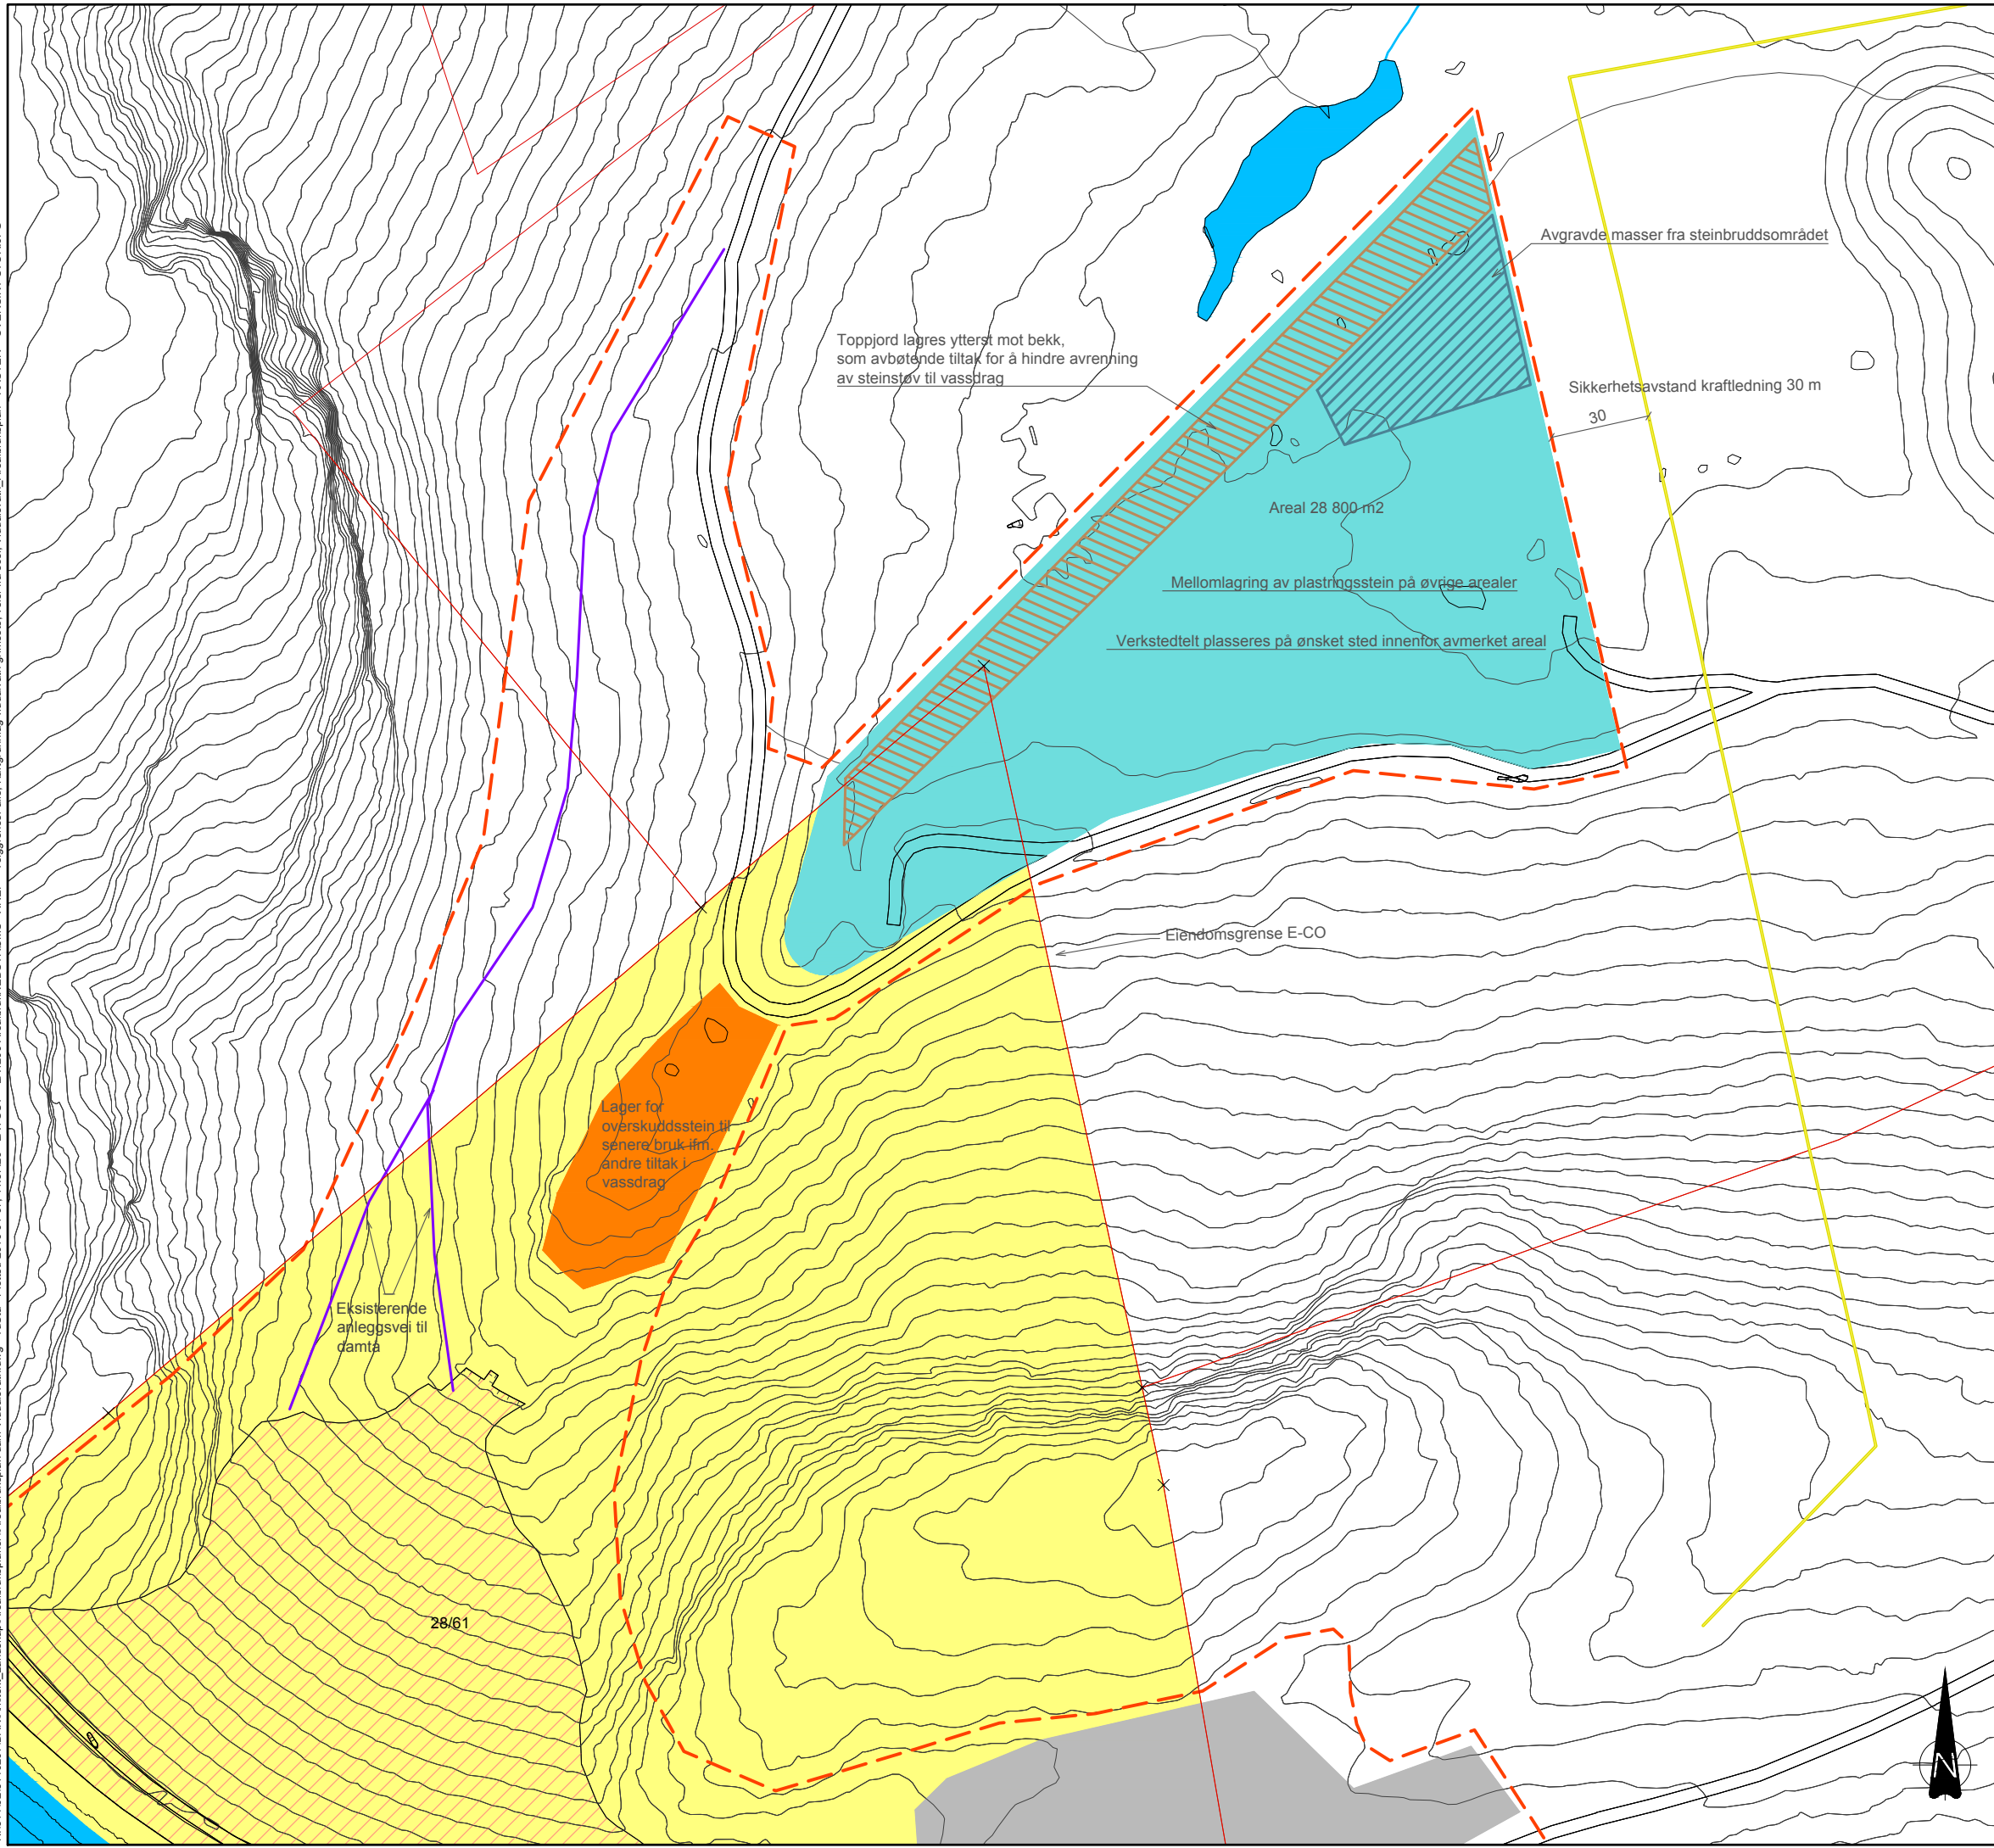 Avgravde masser fra steinbruddsområdet
Toppjord lagres ytterst mot bekk,
som avbøtende tiltak for å hindre avrenning
av steinstøv til vassdrag
Sikkerhetsavstand kraftledning 30 m
30
Areal 28 800 m2
Mellomlagring av plastringsstein på øvrige arealer
Verkstedtelt plasseres på ønsket sted innenfor avmerket areal
Eiendomsgrense E-CO
Lager for
overskuddsstein til
senere bruk ifm.
andre tiltak i
vassdrag
Eksisterende
anleggsvei til
damtå
28/61
N